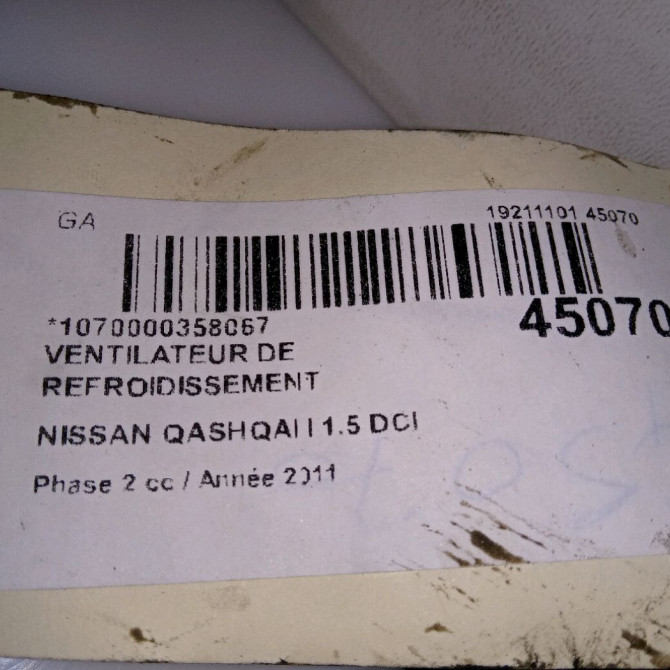 GA
19211101 45070
*1070000358067
45070
VENTILATEUR DE
REFROIDISSEMENT
NISSAN QASHQAI I 1.5 DCI
Phase 2 cc / Année 2011